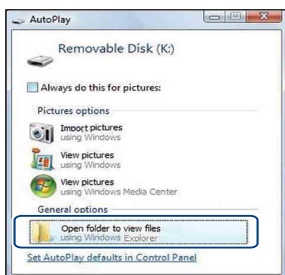 AutoPlay
Removable Disk (K:)
Always do this for pictures:
Pictures options
Import pictures
using Windows
View pictures
using Windows
View pictures
using Windows Media Center
General options
Open folder to view files
using Windows Explorer
Set AutoPlay defaults in Control Panel